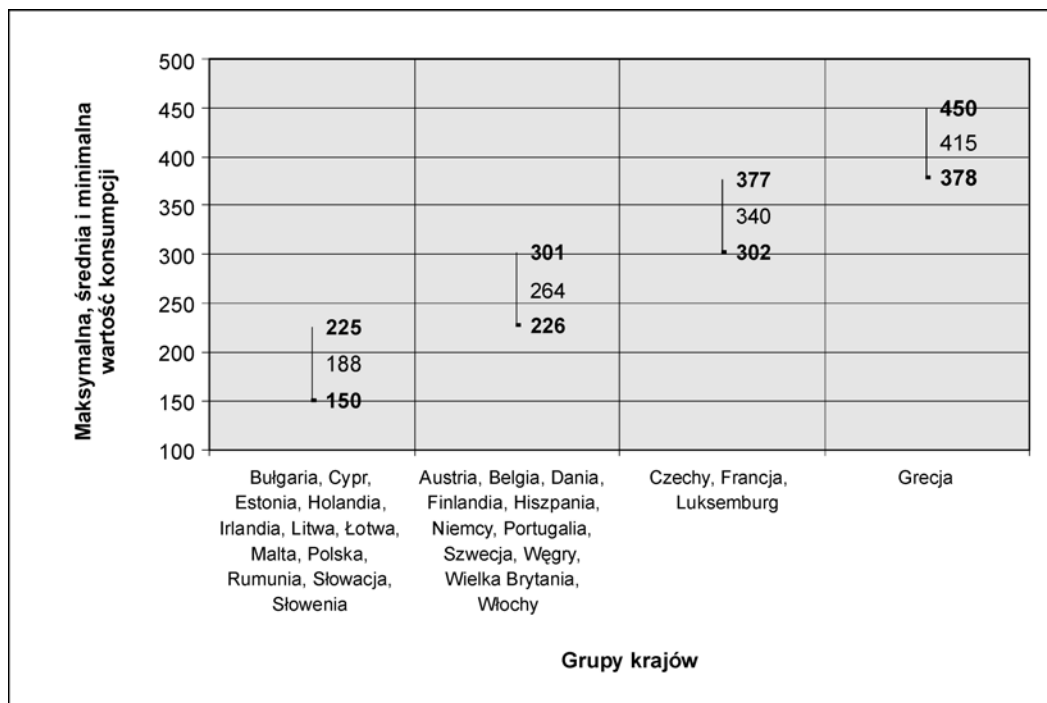 Maksymalna, średnia i minimalna
wartość konsumpcji
500
450
400
350
300
250
200
150
100
225
188
150
301
264
226
377
340
302
450
415
378
Bułgaria, Cypr,
Estonia, Holandia,
Irlandia, Litwa, Łotwa,
Malta, Polska,
Rumunia, Słowacja,
Słowenia
Austria, Belgia, Dania,
Finlandia, Hiszpania,
Niemcy, Portugalia,
Szwecja, Węgry,
Wielka Brytania,
Włochy
Czechy, Francja,
Luksemburg
Grecja
Grupy krajów